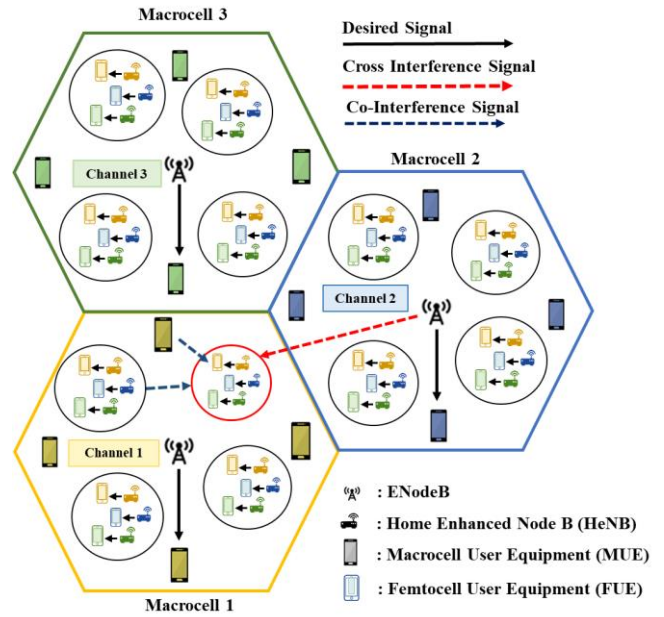 Macrocell 3
Desired Signal
Cross Interference Signal
Co-Interference Signal
Channel 3
Macrocell 2
Channel 2
Channel 1
Macrocell 1
: ENodeB
: Home Enhanced Node B (HeNB)
: Macrocell User Equipment (MUE)
: Femtocell User Equipment (FUE)